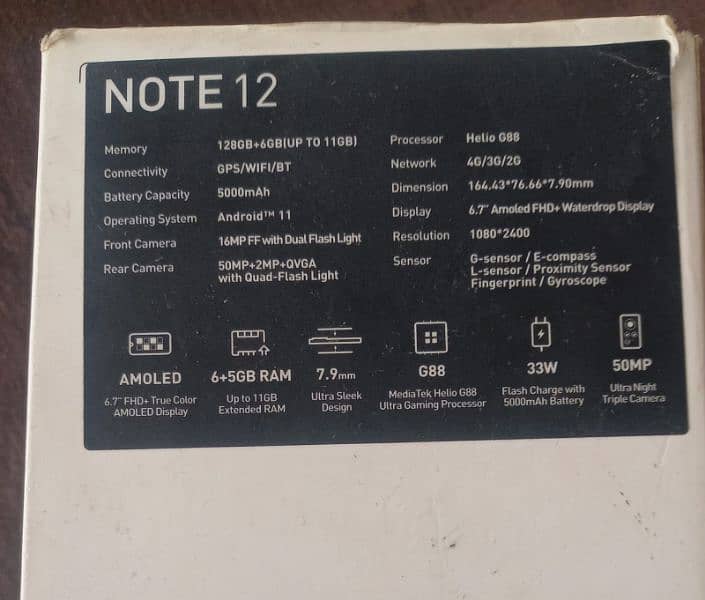 NOTE 12
Memory 128GB+6GB(UP TO 11GB)
Connectivity GPS/WIFI/BT
Battery Capacity 5000mAh
Operating System Android™ 11
Front Camera 16MP FF with Dual Flash Light
Rear Camera 50MP+2MP+QVGA
with Quad-Flash Light
Processor Helio G88
Network 4G/3G/2G
Dimension 164.43*76.66*7.90mm
Display 6.7" Amoled FHD+ Waterdrop Display
Resolution 1080*2400
Sensor G-sensor / E-compass
L-sensor / Proximity Sensor
Fingerprint / Gyroscope
AMOLED
6.7" FHD+ True Color
AMOLED Display
6+5GB RAM
Up to 11GB
Extended RAM
7.9mm
Ultra Sleek
Design
G88
MediaTek Helio G88
Ultra Gaming Processor
33W
Flash Charge with
5000mAh Battery
50MP
Ultra Night
Triple Camera